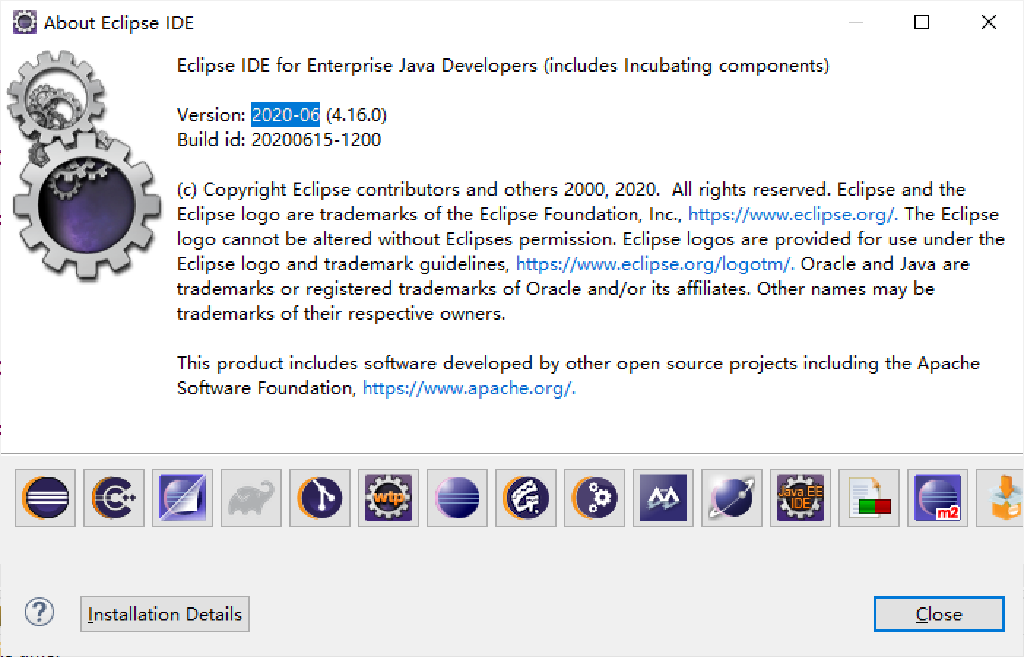 About Eclipse IDE
Eclipse IDE for Enterprise Java Developers (includes Incubating components)
Version: 2020-06 (4.16.0)
Build id: 20200615-1200
(c) Copyright Eclipse contributors and others 2000, 2020.  All rights reserved. Eclipse and the
Eclipse logo are trademarks of the Eclipse Foundation, Inc., https://www.eclipse.org/. The Eclipse
logo cannot be altered without Eclipses permission. Eclipse logos are provided for use under the
Eclipse logo and trademark guidelines, https://www.eclipse.org/logotm/. Oracle and Java are
trademarks or registered trademarks of Oracle and/or its affiliates. Other names may be
trademarks of their respective owners.
This product includes software developed by other open source projects including the Apache
Software Foundation, https://www.apache.org/.
wtp
Java EE
IDE
m2
?
Installation Details
Close